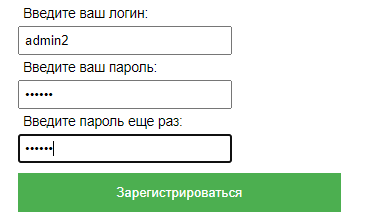 Введите ваш логин:
admin2
Введите ваш пароль:
••••••
Введите пароль еще раз:
••••••
Зарегистрироваться